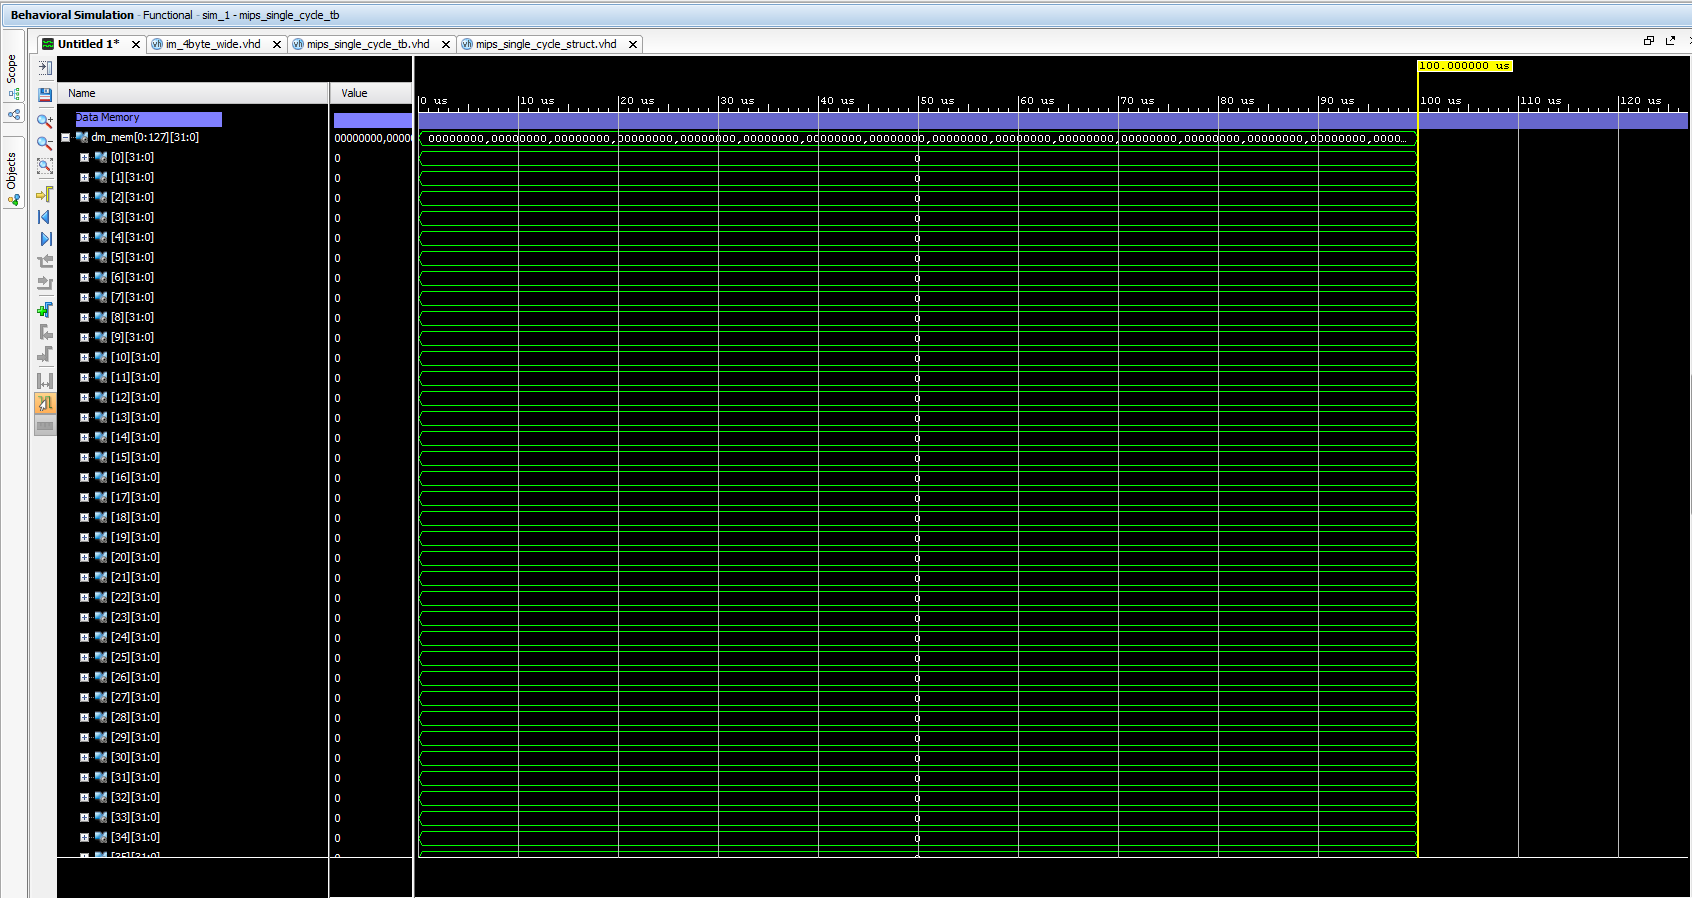 Behavioral Simulation - Functional - sim_1 - mips_single_cycle_tb
Untitled 1* im_4byte_wide.vhd mips_single_cycle_tb.vhd mips_single_cycle_struct.vhd
Scope
Objects
100.000000 us
Name Value
0 us 10 us 20 us 30 us 40 us 50 us 60 us 70 us 80 us 90 us 100 us 110 us 120 us
Data Memory
dm_mem[0:127][31:0] 00000000,0000 00000000,00000000,00000000,00000000,00000000,00000000,00000000,00000000,00000000,00000000,00000000,00000000,00000000,0000...
[0][31:0] 0 0
[1][31:0] 0 0
[2][31:0] 0 0
[3][31:0] 0 0
[4][31:0] 0 0
[5][31:0] 0 0
[6][31:0] 0 0
[7][31:0] 0 0
[8][31:0] 0 0
[9][31:0] 0 0
[10][31:0] 0 0
[11][31:0] 0 0
[12][31:0] 0 0
[13][31:0] 0 0
[14][31:0] 0 0
[15][31:0] 0 0
[16][31:0] 0 0
[17][31:0] 0 0
[18][31:0] 0 0
[19][31:0] 0 0
[20][31:0] 0 0
[21][31:0] 0 0
[22][31:0] 0 0
[23][31:0] 0 0
[24][31:0] 0 0
[25][31:0] 0 0
[26][31:0] 0 0
[27][31:0] 0 0
[28][31:0] 0 0
[29][31:0] 0 0
[30][31:0] 0 0
[31][31:0] 0 0
[32][31:0] 0 0
[33][31:0] 0 0
[34][31:0] 0 0